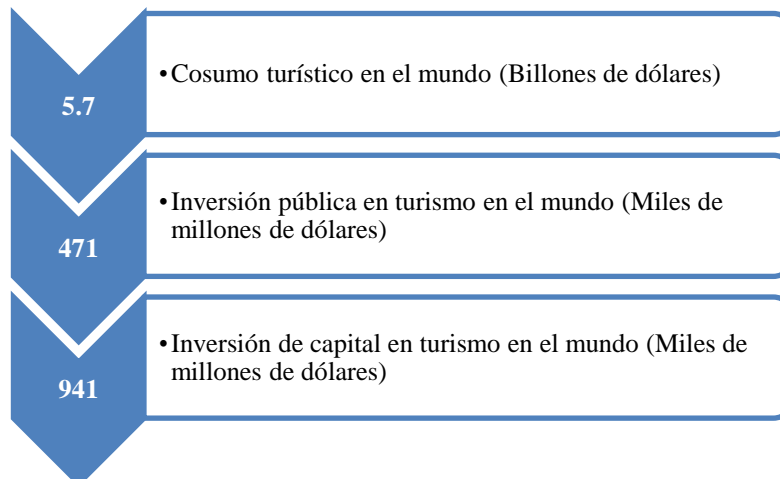 5.7
•Cosumo turístico en el mundo (Billones de dólares)
471
•Inversión pública en turismo en el mundo (Miles de
millones de dólares)
941
•Inversión de capital en turismo en el mundo (Miles de
millones de dólares)